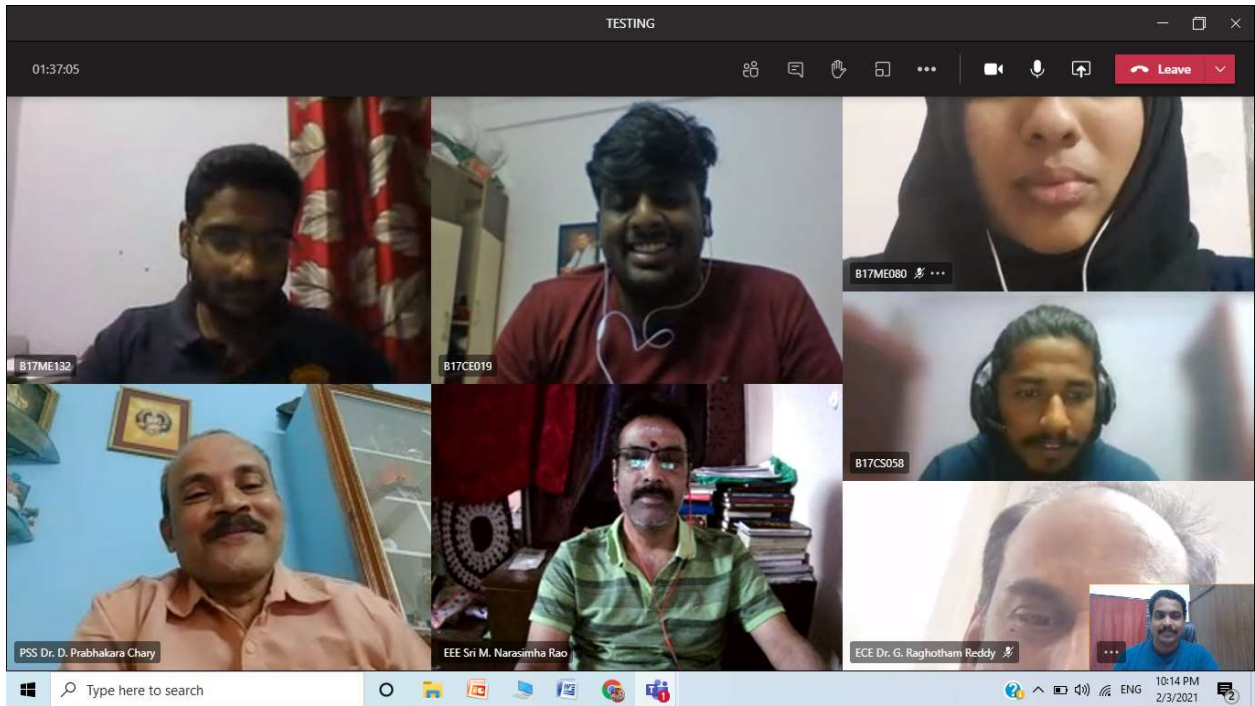 TESTING
01:37:05
Leave
B17ME132
B17CE019
B17ME080
B17CS058
PSS Dr. D. Prabhakara Chary
EEE Sri M. Narasimha Rao
ECE Dr. G. Raghotham Reddy
Type here to search
ENG
10:14 PM
2/3/2021
2